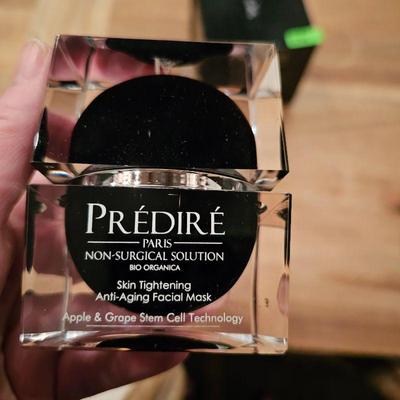 PRÉDIRÉ
PARIS
NON-SURGICAL SOLUTION
BIO ORGANICA
Skin Tightening
Anti-Aging Facial Mask
Apple & Grape Stem Cell Technology